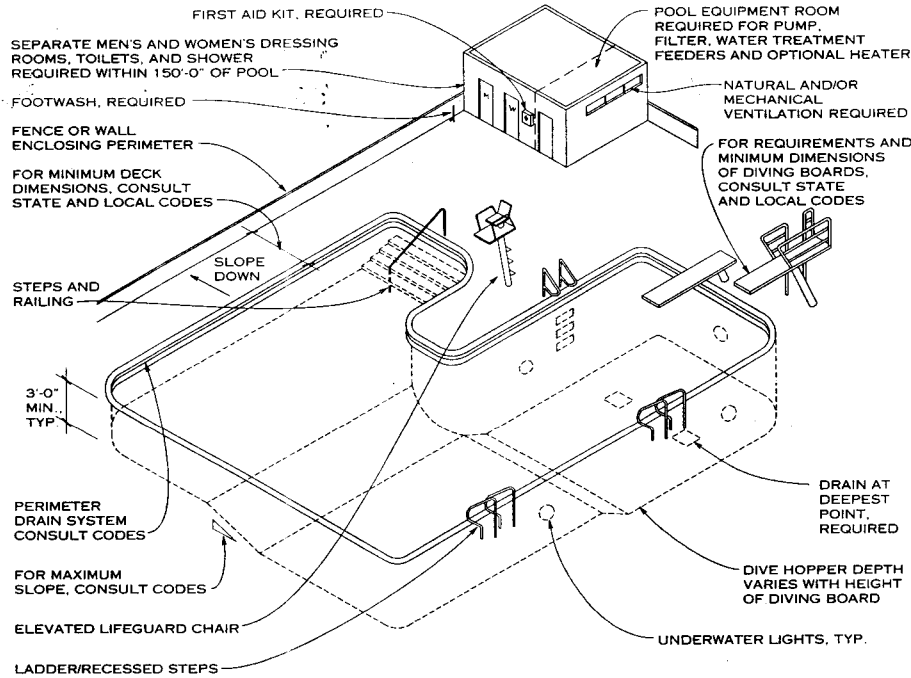 FIRST AID KIT, REQUIRED
SEPARATE MEN'S AND WOMEN'S DRESSING
ROOMS, TOILETS, AND SHOWER
REQUIRED WITHIN 150'-0" OF POOL
FOOTWASH, REQUIRED
FENCE OR WALL
ENCLOSING PERIMETER
FOR MINIMUM DECK
DIMENSIONS, CONSULT
STATE AND LOCAL CODES
SLOPE
DOWN
STEPS AND
RAILING
3'-0"
MIN.,
TYP.
PERIMETER
DRAIN SYSTEM
CONSULT CODES
FOR MAXIMUM
SLOPE, CONSULT CODES
ELEVATED LIFEGUARD CHAIR
LADDER/RECESSED STEPS
M
W
POOL EQUIPMENT ROOM
REQUIRED FOR PUMP,
FILTER, WATER TREATMENT
FEEDERS AND OPTIONAL HEATER
NATURAL AND/OR
MECHANICAL
VENTILATION REQUIRED
FOR REQUIREMENTS AND
MINIMUM DIMENSIONS
OF DIVING BOARDS,
CONSULT STATE
AND LOCAL CODES
DRAIN AT
DEEPEST
POINT,
REQUIRED
DIVE HOPPER DEPTH
VARIES WITH HEIGHT
OF DIVING BOARD
UNDERWATER LIGHTS, TYP.